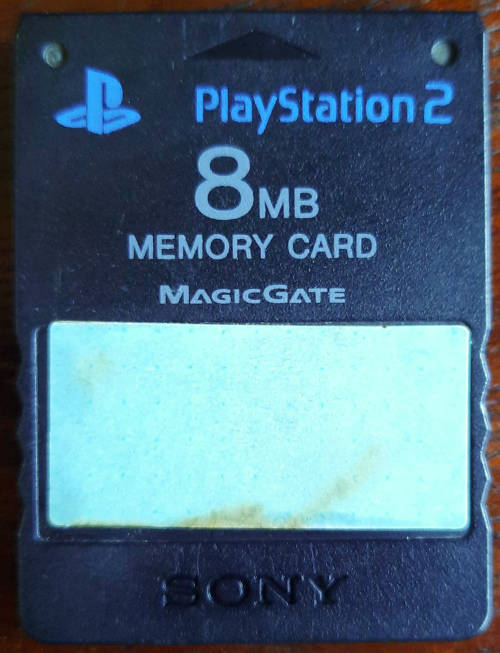 PlayStation 2
8MB
MEMORY CARD
MAGICGATE
SONY